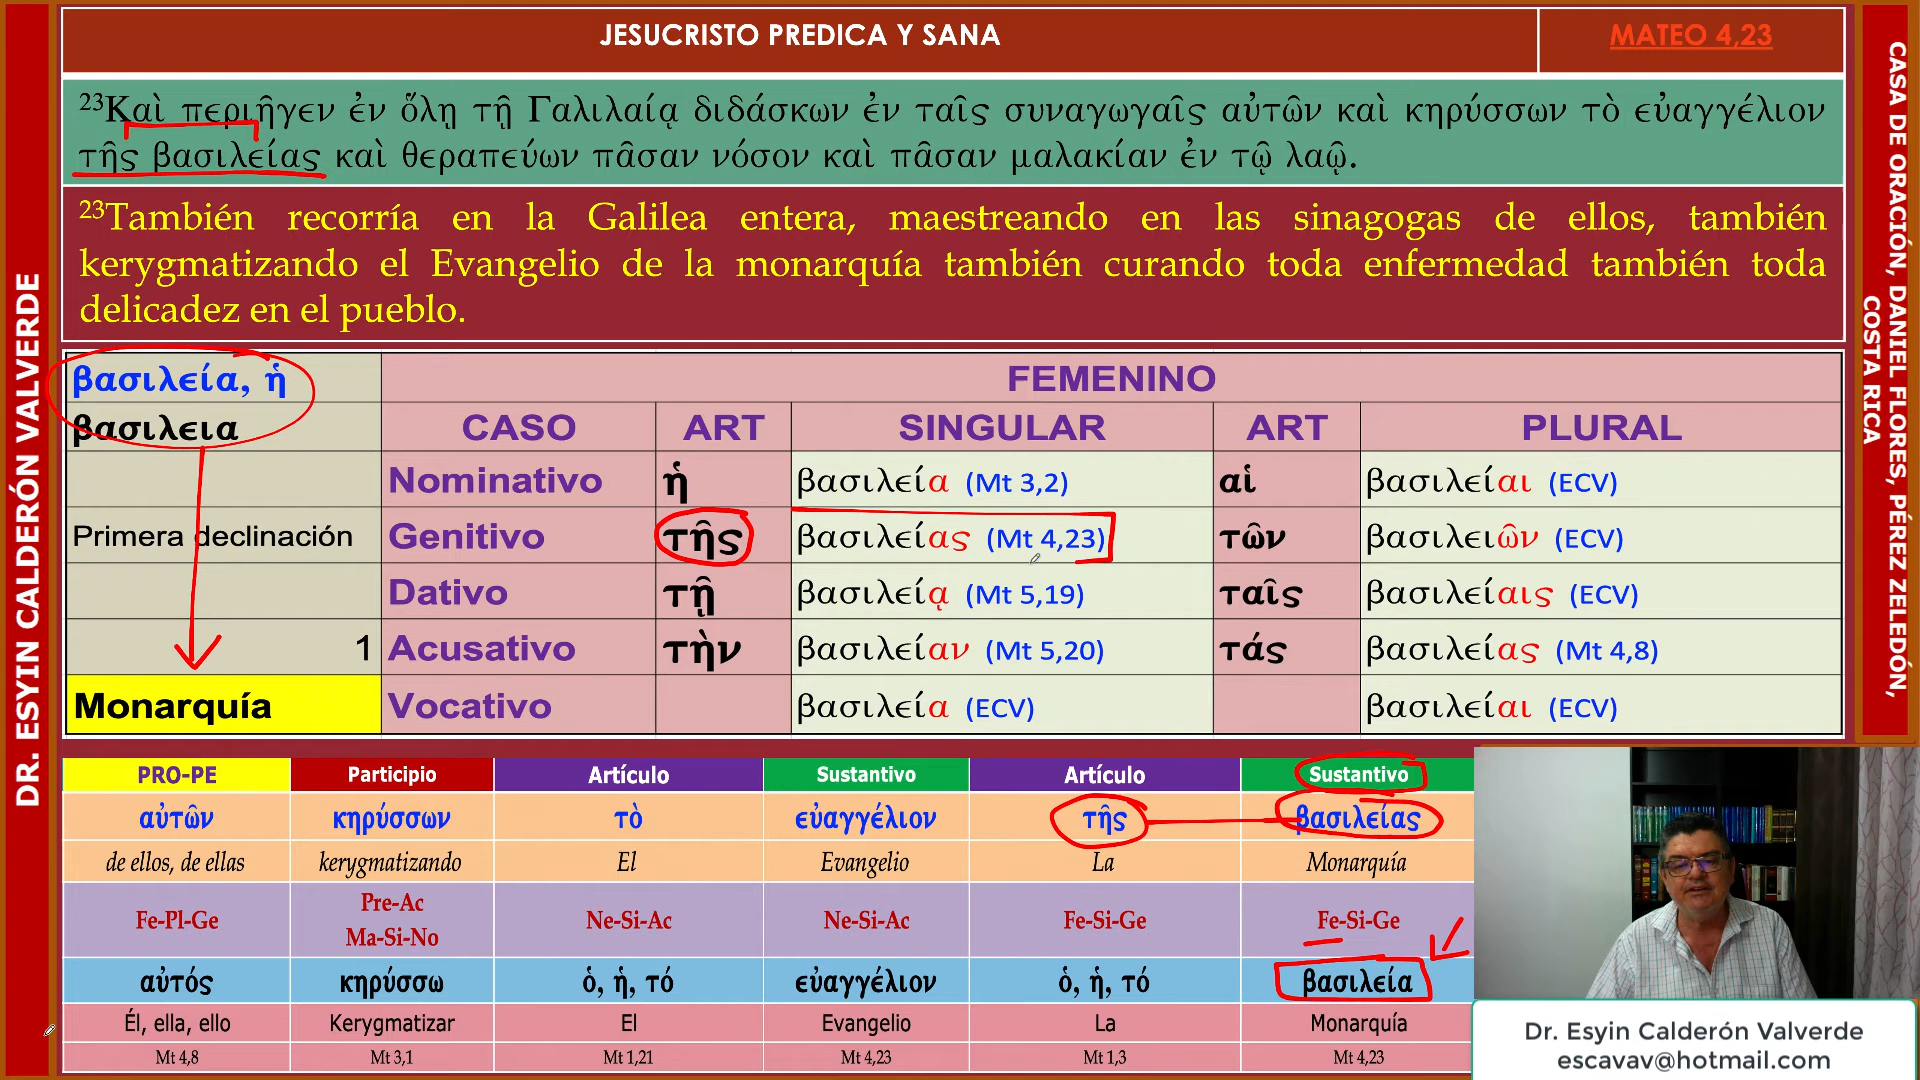 JESUCRISTO PREDICA Y SANA
MATEO 4,23
DR. ESYIN CALDERÓN VALVERDE
CASA DE ORACIÓN, DANIEL FLORES, PÉREZ ZELEDÓN,
COSTA RICA
23Καὶ περιῆγεν ἐν ὅλῃ τῇ Γαλιλαίᾳ διδάσκων ἐν ταῖς συναγωγαῖς αὐτῶν καὶ κηρύσσων τὸ εὐαγγέλιον
τῆς βασιλείας καὶ θεραπεύων πᾶσαν νόσον καὶ πᾶσαν μαλακίαν ἐν τῷ λαῷ.
23También recorría en la Galilea entera, maestreando en las sinagogas de ellos, también
kerygmatizando el Evangelio de la monarquía también curando toda enfermedad también toda
delicadez en el pueblo.
βασιλεία, ἡ FEMENINO
βασιλεια CASO ART SINGULAR ART PLURAL
Nominativo ἡ βασιλεία (Mt 3,2) αἱ βασιλείαι (ECV)
Primera declinación Genitivo τῆς βασιλείας (Mt 4,23) τῶν βασιλειῶν (ECV)
Dativo τῇ βασιλείᾳ (Mt 5,19) ταῖς βασιλείαις (ECV)
1 Acusativo τὴν βασιλείαν (Mt 5,20) τάς βασιλείας (Mt 4,8)
Monarquía Vocativo βασιλεία (ECV) βασιλείαι (ECV)
PRO-PE Participio Artículo Sustantivo Artículo Sustantivo
αὐτῶν κηρύσσων τὸ εὐαγγέλιον τῆς βασιλείας
de ellos, de ellas kerygmatizando El Evangelio La Monarquía
Fe-Pl-Ge Pre-Ac Ma-Si-No Ne-Si-Ac Ne-Si-Ac Fe-Si-Ge Fe-Si-Ge
αὐτός κηρύσσω ὁ, ἡ, τό εὐαγγέλιον ὁ, ἡ, τό βασιλεία
Él, ella, ello Kerygmatizar El Evangelio La Monarquía
Mt 4,8 Mt 3,1 Mt 1,21 Mt 4,23 Mt 1,3 Mt 4,23
Dr. Esyin Calderón Valverde
escavav@hotmail.com